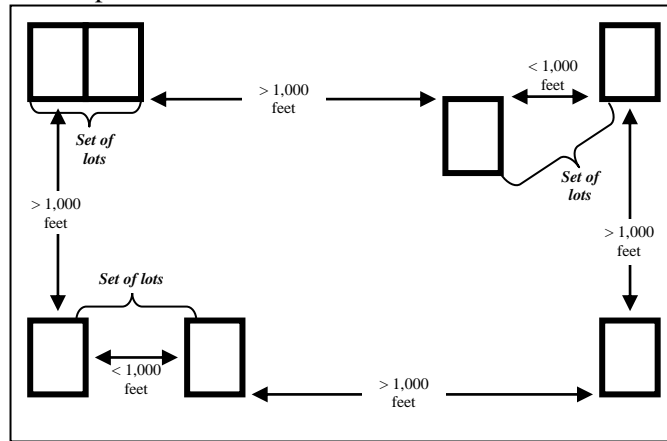 < 1,000
feet
> 1,000
feet
Set of
lots
Set of
lots
> 1,000
feet
> 1,000
feet
Set of lots
< 1,000
feet
> 1,000
feet